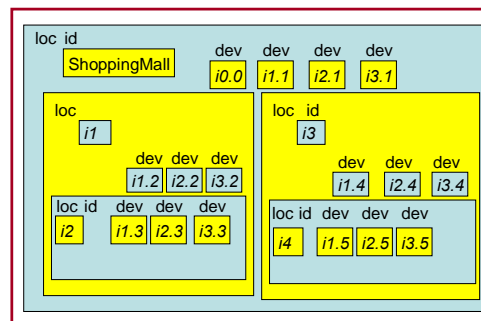 loc id
ShoppingMall
dev dev dev dev
i0.0 i1.1 i2.1 i3.1
loc
i1
dev dev dev
i1.2 i2.2 i3.2
loc id dev dev dev
i2 i1.3 i2.3 i3.3
loc id
i3
dev dev dev
i1.4 i2.4 i3.4
loc id dev dev dev
i4 i1.5 i2.5 i3.5